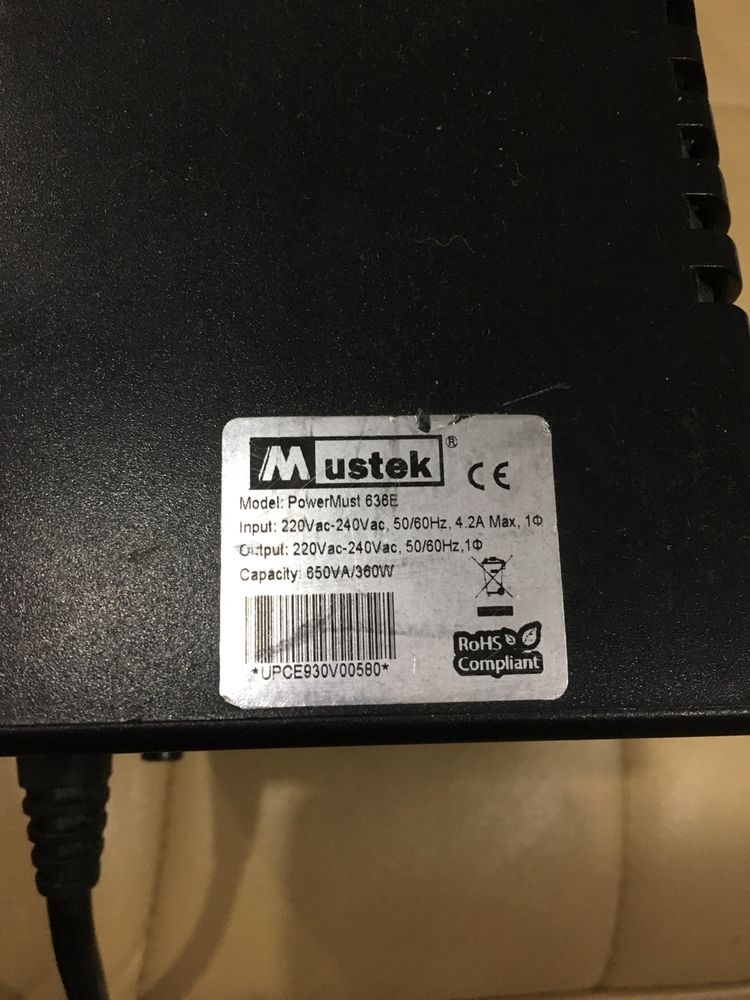 Mustek®
CE
Model: PowerMust 636E
Input: 220Vac-240Vac, 50/60Hz, 4.2A Max, 1Φ
Output: 220Vac-240Vac, 50/60Hz,1Φ
Capacity: 650VA/360W
*UPCE930V00580*
RoHS
Compliant